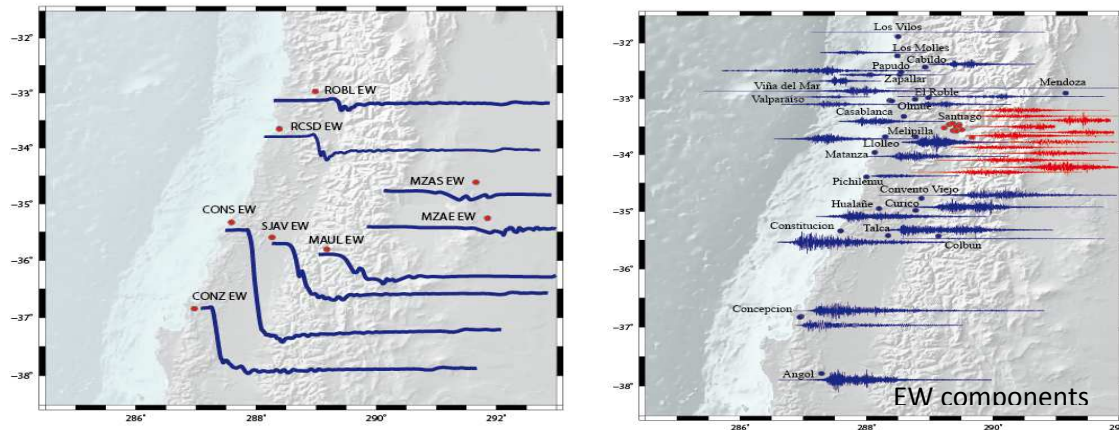 -32°
-33°
-34°
-35°
-36°
-37°
-38°
286°
288°
290°
292°
ROBL EW
RCSD EW
MZAS EW
MZAE EW
CONS EW
SJAV EW
MAUL EW
CONZ EW
-32°
-33°
-34°
-35°
-36°
-37°
-38°
286°
288°
290°
29
Los Vilos
Los Molles
Cabildo
Papudo
Zapallar
Mendoza
Viña del Mar
El Roble
Valparaiso
Olmue
Casablanca
Santiago
Melipilla
Llolleo
Matanza
Pichilemu
Convento Viejo
Hualañe
Curico
Constitucion
Talca
Colbun
Concepcion
Angol
EW components